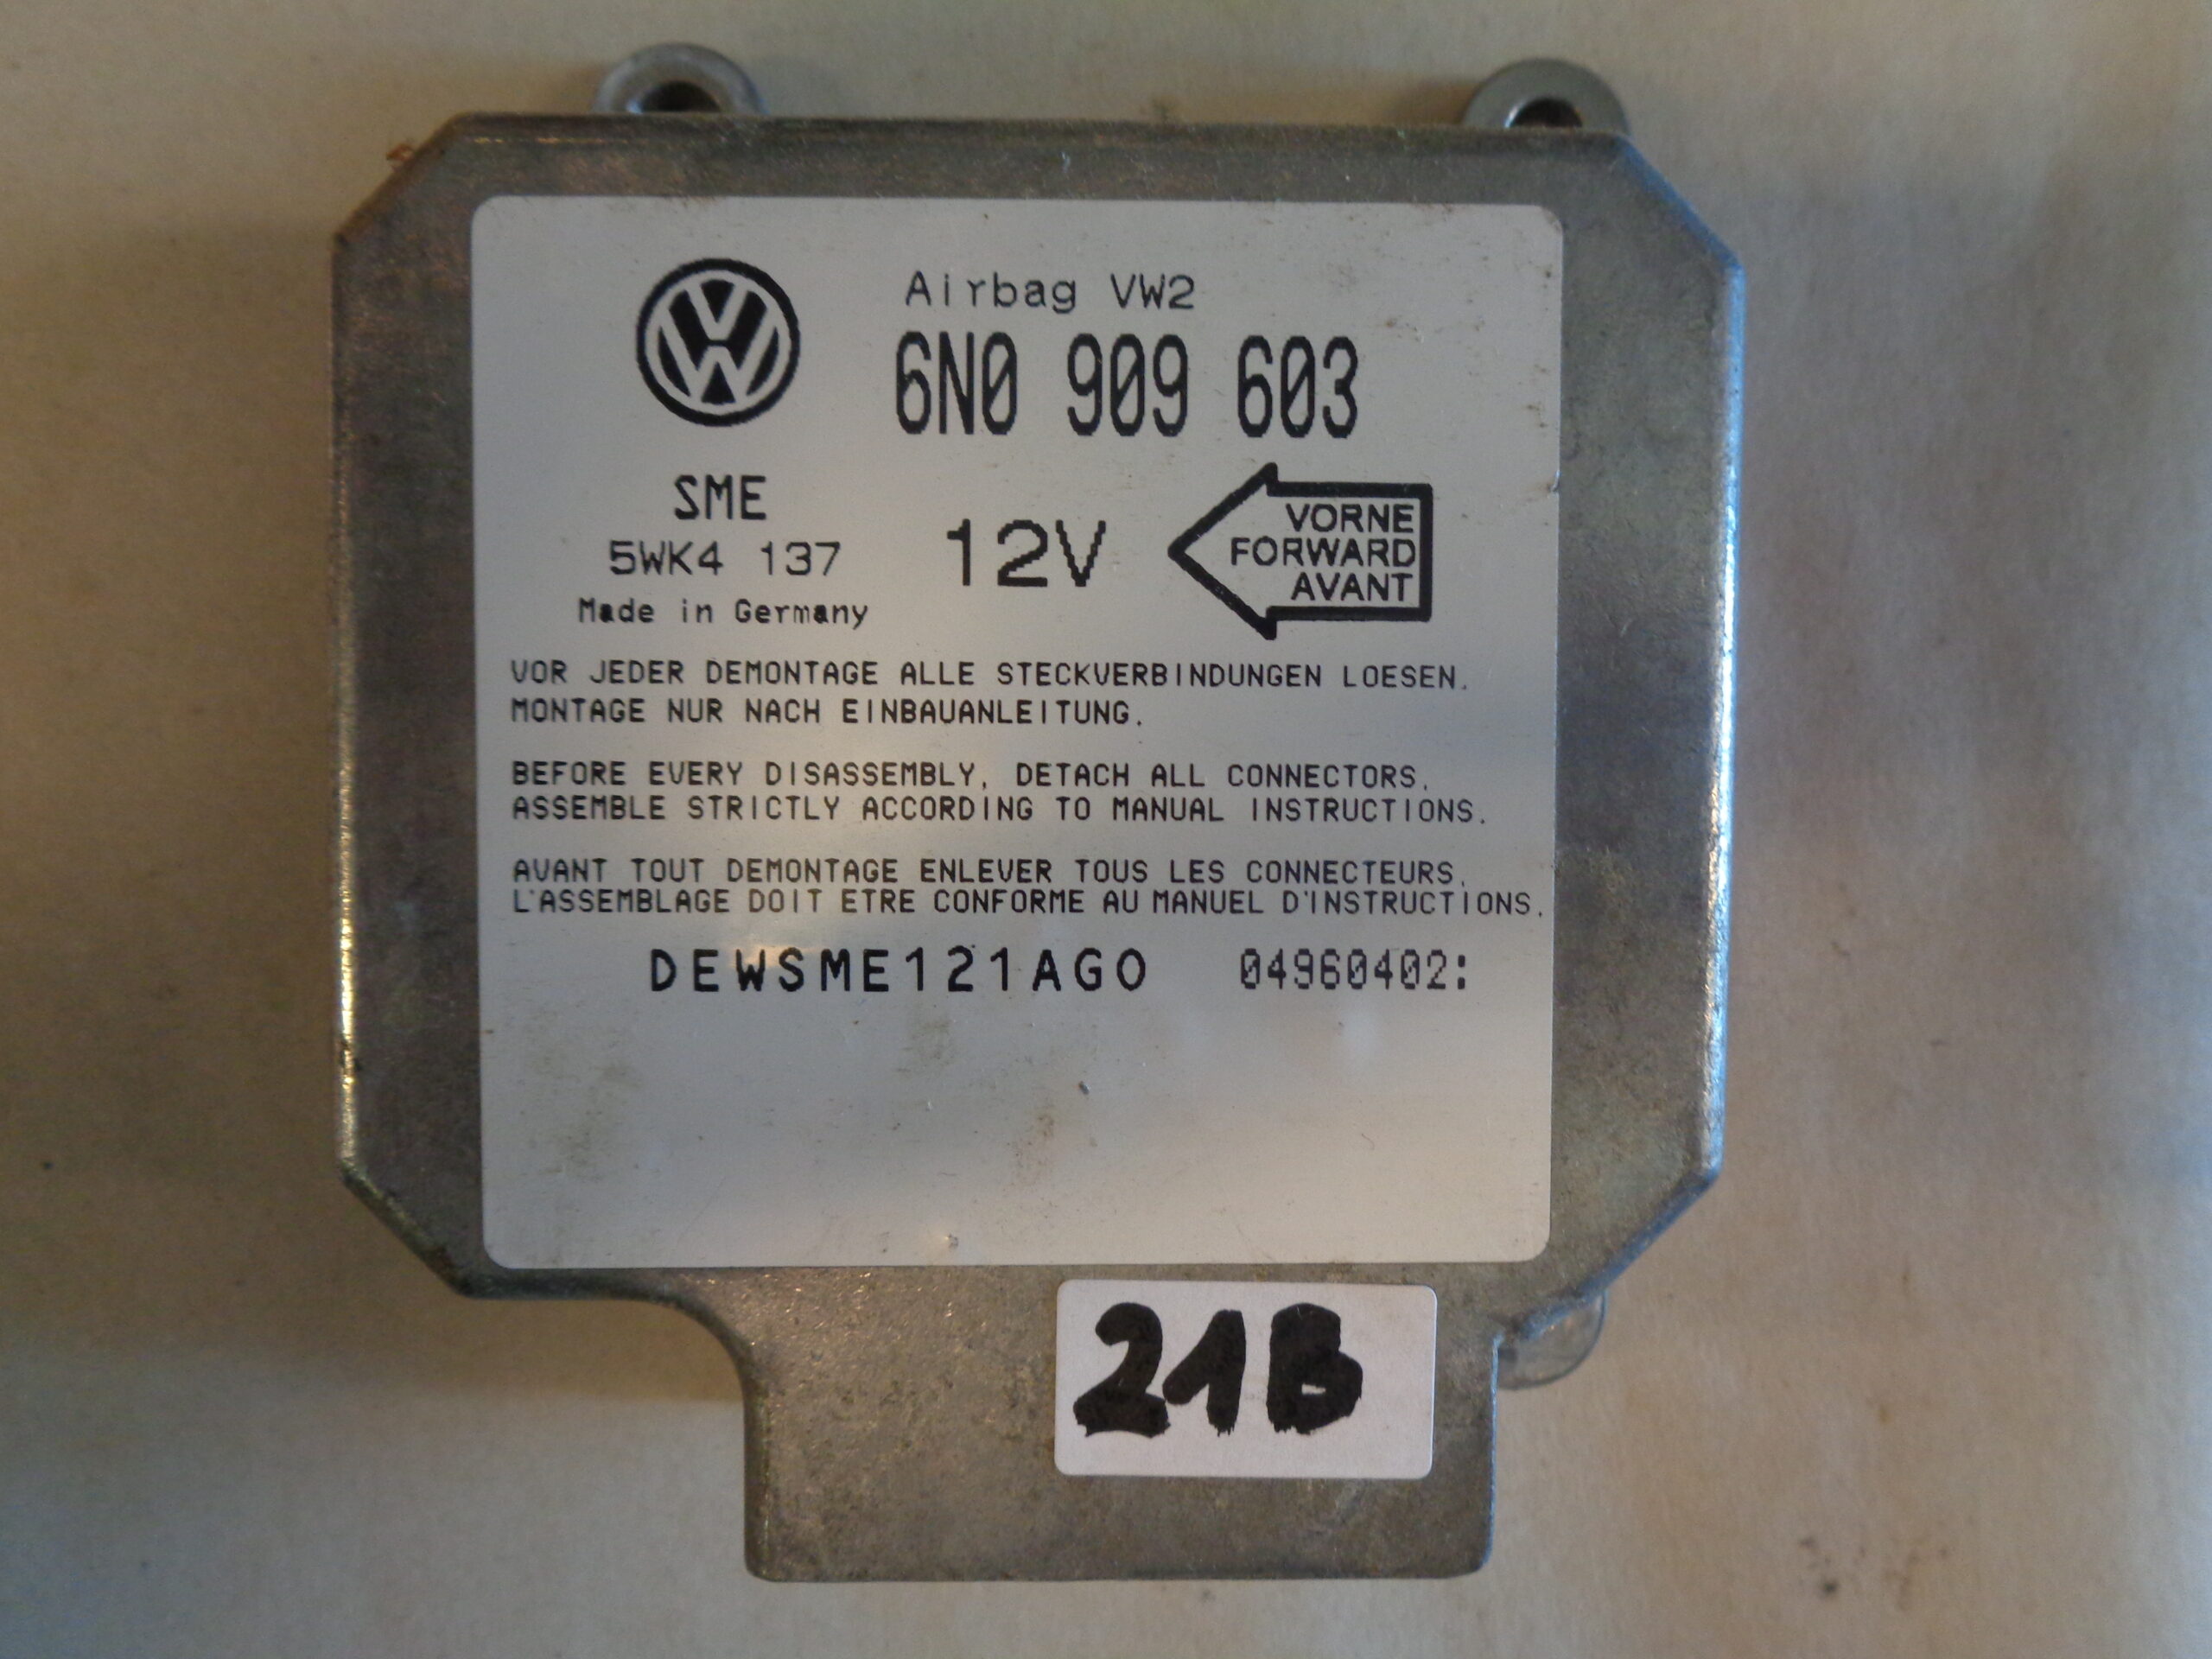 Airbag VW2
6N0 909 603
SME
5WK4 137
Made in Germany
12V
VORNE
FORWARD
AVANT
VOR JEDER DEMONTAGE ALLE STECKVERBINDUNGEN LOESEN.
MONTAGE NUR NACH EINBAUANLEITUNG.
BEFORE EVERY DISASSEMBLY, DETACH ALL CONNECTORS.
ASSEMBLE STRICTLY ACCORDING TO MANUAL INSTRUCTIONS.
AVANT TOUT DEMONTAGE ENLEVER TOUS LES CONNECTEURS.
L'ASSEMBLAGE DOIT ETRE CONFORME AU MANUEL D'INSTRUCTIONS.
DEWSME121AGO 04960402:
21B